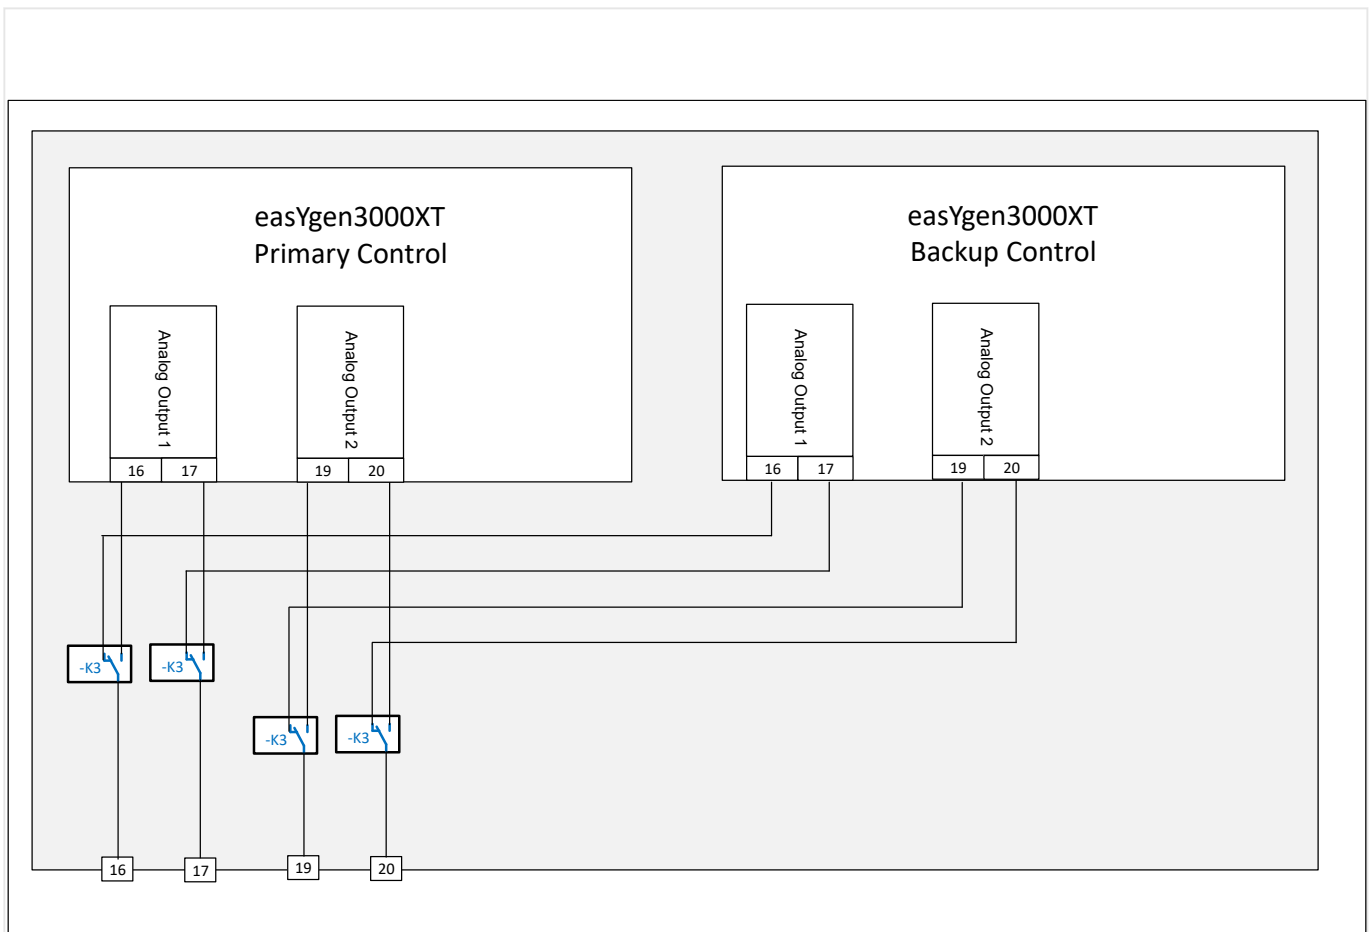 easYgen3000XT
Primary Control
easYgen3000XT
Backup Control
Analog Output 1
Analog Output 2
Analog Output 1
Analog Output 2
16 17
19 20
16 17
19 20
-K3
-K3
-K3
-K3
16
17
19
20